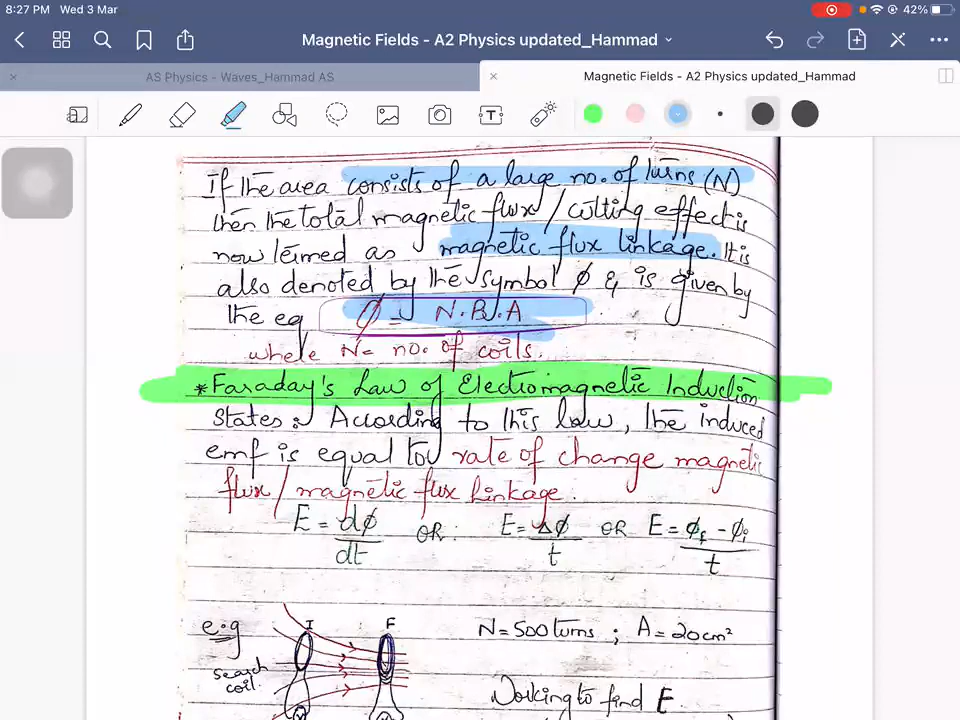 8:27 PM Wed 3 Mar
42%
Magnetic Fields - A2 Physics updated_Hammad
AS Physics - Waves_Hammad AS
Magnetic Fields - A2 Physics updated_Hammad
If the area consists of a large no. of turns (N)
then the total magnetic flux / cutting effect is
now termed as magnetic flux linkage. It is
also denoted by the symbol ϕ & is given by
the eq ϕ = N.B.A
where N = no. of coils.
*Faraday's Law of Electromagnetic Induction
States: According to this law, the induced
emf is equal to rate of change magnetic
flux / magnetic flux linkage.
E = dϕ/dt OR E = Δϕ/t OR E = ϕf - ϕi/t
e.g I F N = 500 turns ; A = 20cm²
search
coil.
Working to find E